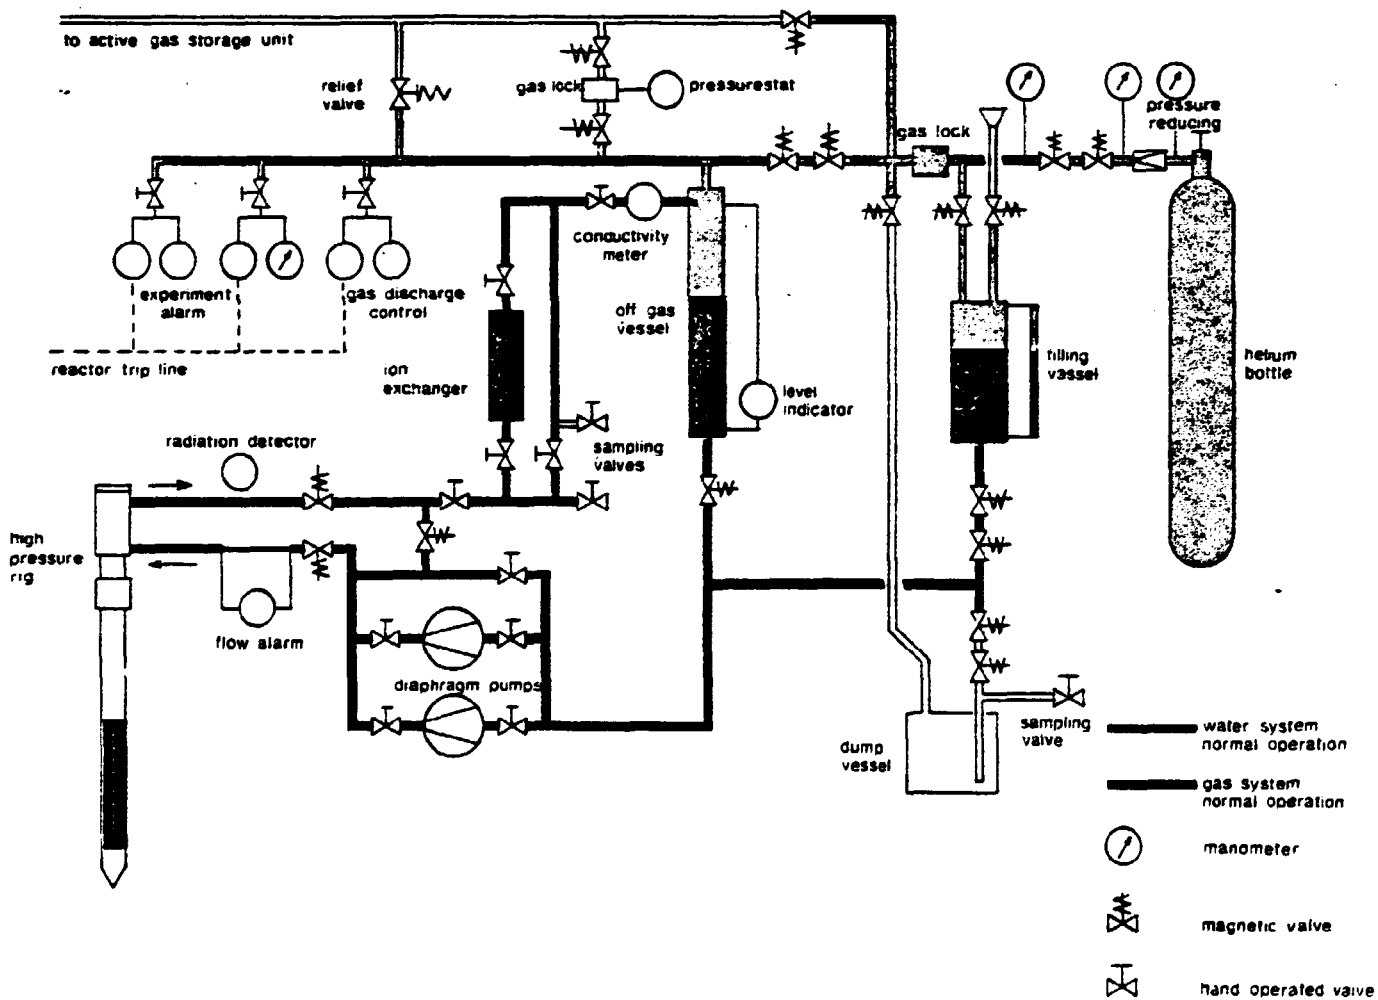 to active gas storage unit
relief
valve
gas lock
pressurestat
gas lock
pressure
reducing
conductivity
meter
experiment
alarm
gas discharge
control
off gas
vessel
reactor trip line
ion
exchanger
level
indicator
filling
vessel
helium
bottle
radiation detector
sampling
valves
high
pressure
rig
flow alarm
diaphragm pumps
dump
vessel
sampling
valve
water system
normal operation
gas system
normal operation
manometer
magnetic valve
hand operated valve